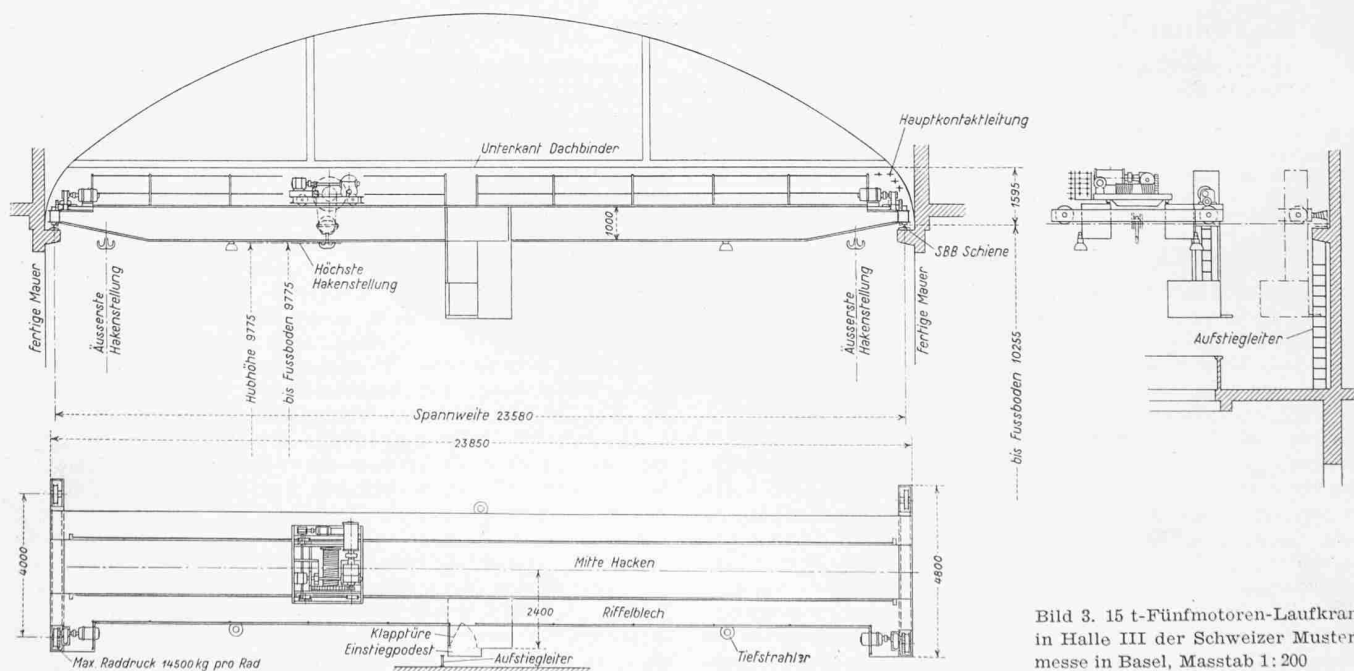 Hauptkontaktleitung
Unterkant Dachbinder
1595
1000
SBB Schiene
Höchste
Hakenstellung
Fertige Mauer
Äusserste
Hakenstellung
Hubhöhe 9775
bis Fussboden 9775
Äusserste
Hakenstellung
Fertige Mauer
bis Fussboden 10255
Aufstiegleiter
Spannweite 23580
23850
4000
Mitte Hacken
4800
2400
Riffelblech
Klapptüre
Einstiegpodest
Aufstiegleiter
Tiefstrahler
Max. Raddruck 14500 kg pro Rad
Bild 3. 15 t-Fünfmotoren-Laufkran
in Halle III der Schweizer Muster
messe in Basel, Masstab 1:200